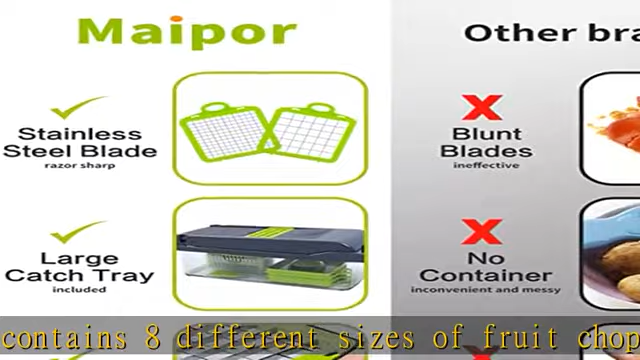 Maipor
Other bra
Stainless
Steel Blade
razor sharp
Blunt
Blades
ineffective
Large
Catch Tray
included
No
Container
inconvenient and messy
contains 8 different sizes of fruit chop